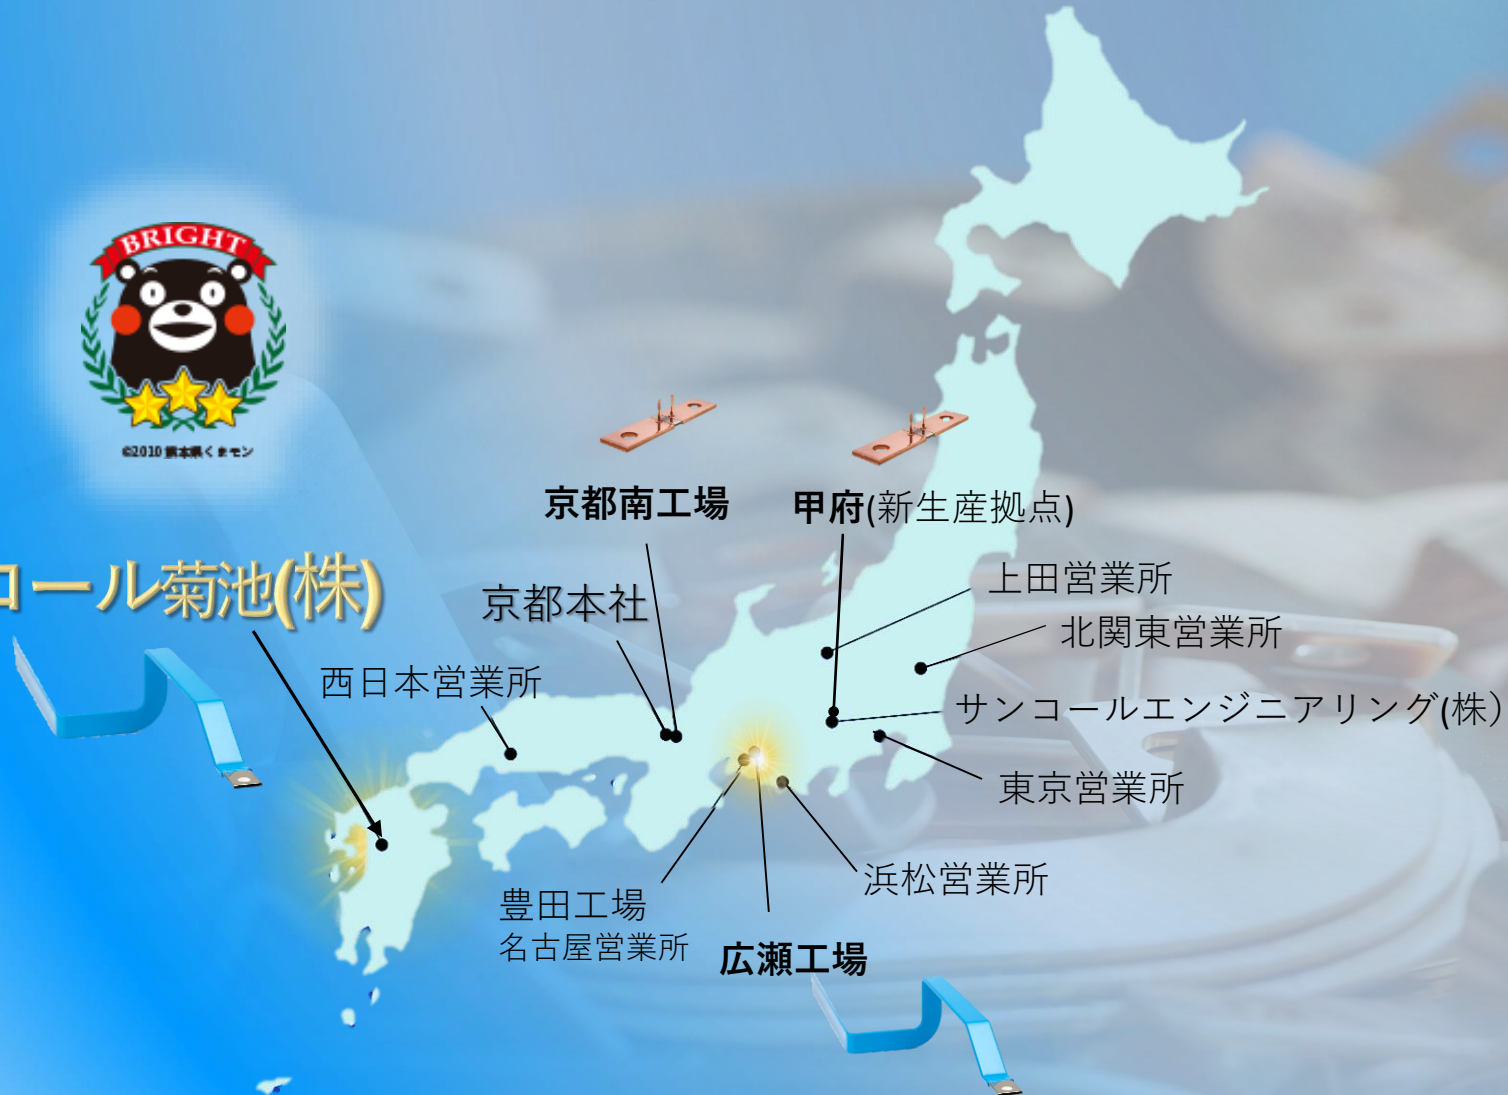 BRIGHT
©2010 熊本県くまモン
京都南工場
甲府(新生産拠点)
コール菊池(株)
京都本社
上田営業所
北関東営業所
西日本営業所
サンコールエンジニアリング(株）
東京営業所
浜松営業所
豊田工場
名古屋営業所
広瀬工場